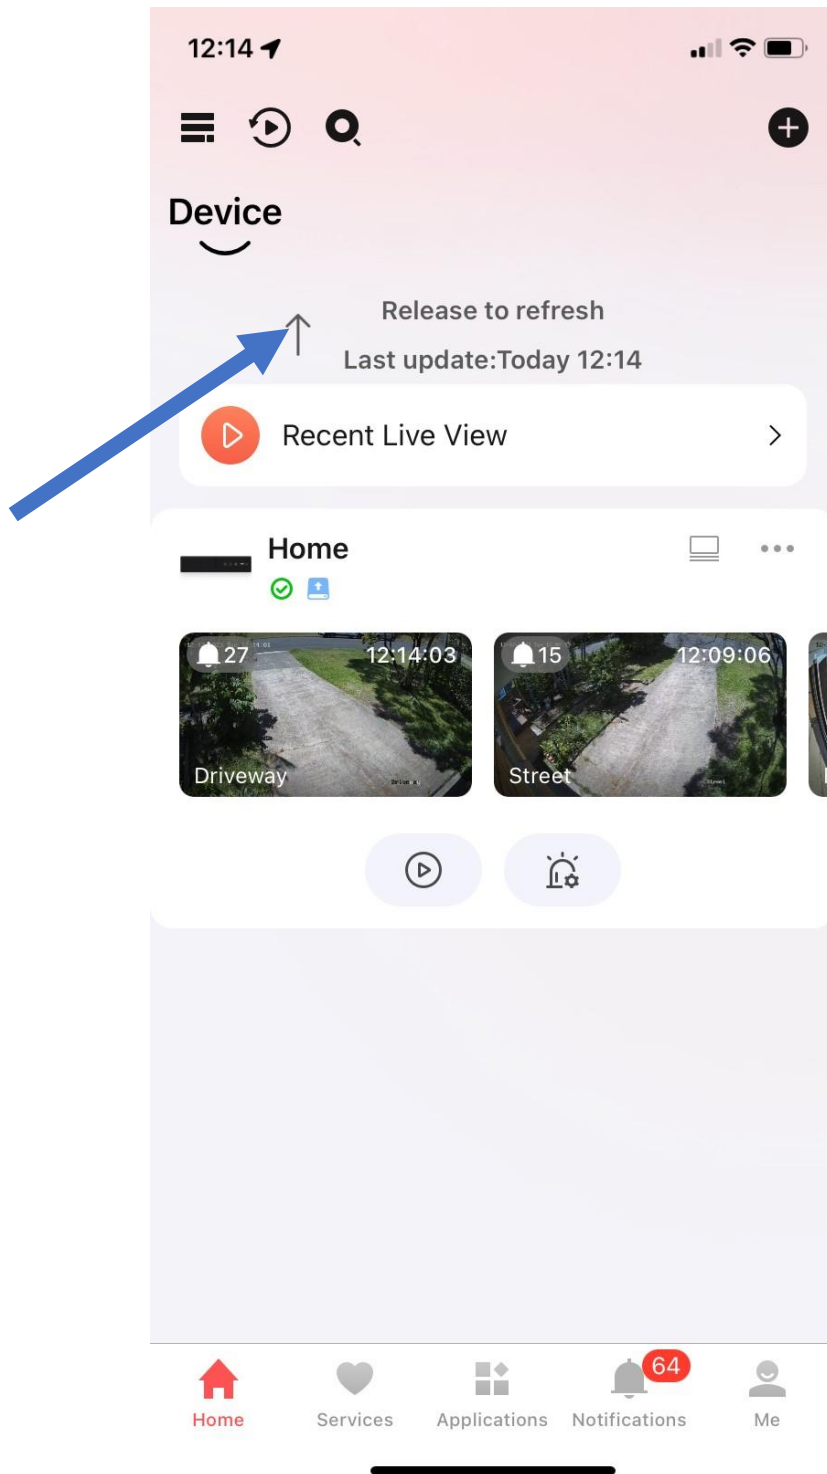 12:14
Device
Release to refresh
Last update:Today 12:14
Recent Live View
Home
27
12:14:03
15
12:09:06
Driveway
Street
64
Home
Services
Applications
Notifications
Me